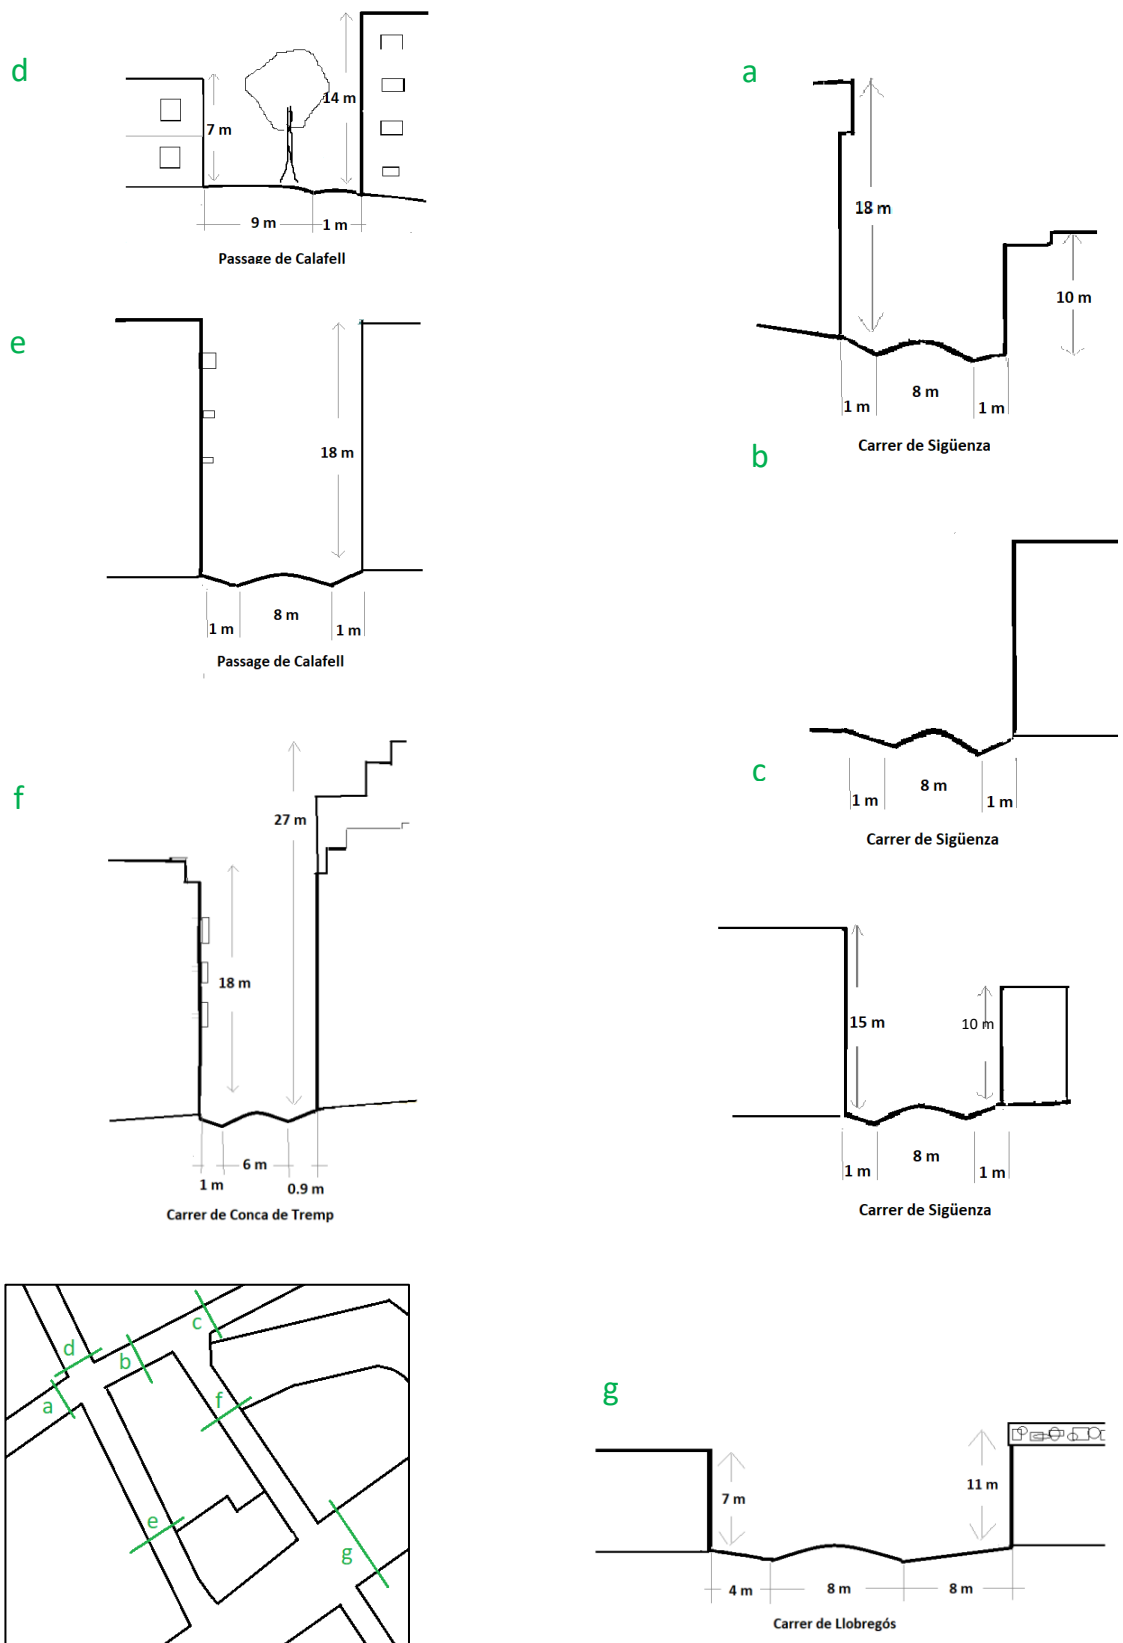 d
7 m
14 m
9 m
1 m
Passage de Calafell
e
18 m
8 m
1 m
1 m
Passage de Calafell
f
27 m
18 m
6 m
1 m
0.9 m
Carrer de Conca de Tremp
a
18 m
10 m
8 m
1 m
1 m
Carrer de Sigüenza
b
8 m
1 m
1 m
Carrer de Sigüenza
c
15 m
10 m
8 m
1 m
1 m
Carrer de Sigüenza
d
c
b
a
f
e
g
g
7 m
11 m
4 m
8 m
8 m
Carrer de Llobregós